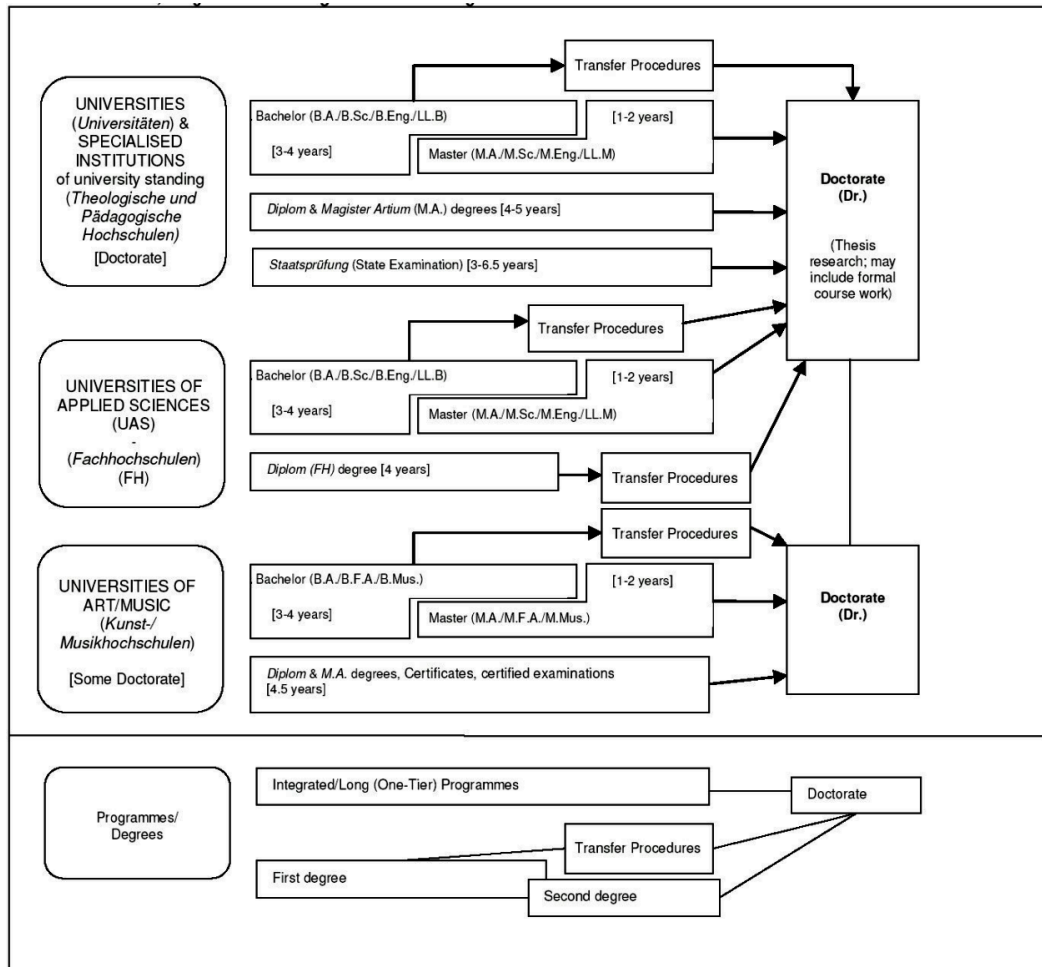 Transfer Procedures
UNIVERSITIES
(Universitäten) &
SPECIALISED
INSTITUTIONS
of university standing
(Theologische und
Pädagogische
Hochschulen)
[Doctorate]
Bachelor (B.A./B.Sc./B.Eng./LL.B)
[3-4 years]
[1-2 years]
Master (M.A./M.Sc./M.Eng./LL.M)
Diplom & Magister Artium (M.A.) degrees [4-5 years]
Staatsprüfung (State Examination) [3-6.5 years]
Doctorate
(Dr.)
(Thesis
research; may
include formal
course work)
Transfer Procedures
UNIVERSITIES OF
APPLIED SCIENCES
(UAS)
-
(Fachhochschulen)
(FH)
Bachelor (B.A./B.Sc./B.Eng./LL.B)
[3-4 years]
[1-2 years]
Master (M.A./M.Sc./M.Eng./LL.M)
Diplom (FH) degree [4 years]
Transfer Procedures
Transfer Procedures
UNIVERSITIES OF
ART/MUSIC
(Kunst-/
Musikhochschulen)
[Some Doctorate]
Bachelor (B.A./B.F.A./B.Mus.)
[3-4 years]
[1-2 years]
Master (M.A./M.F.A./M.Mus.)
Diplom & M.A. degrees, Certificates, certified examinations
[4.5 years]
Doctorate
(Dr.)
Programmes/
Degrees
Integrated/Long (One-Tier) Programmes
Doctorate
Transfer Procedures
First degree
Second degree